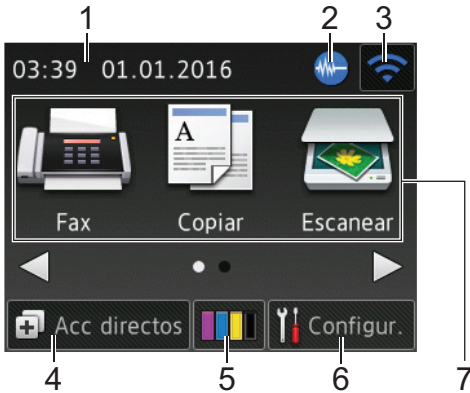 1 2 3
03:39 01.01.2016
A
Fax Copiar Escanear
Acc directos Configur.
4 5 6 7